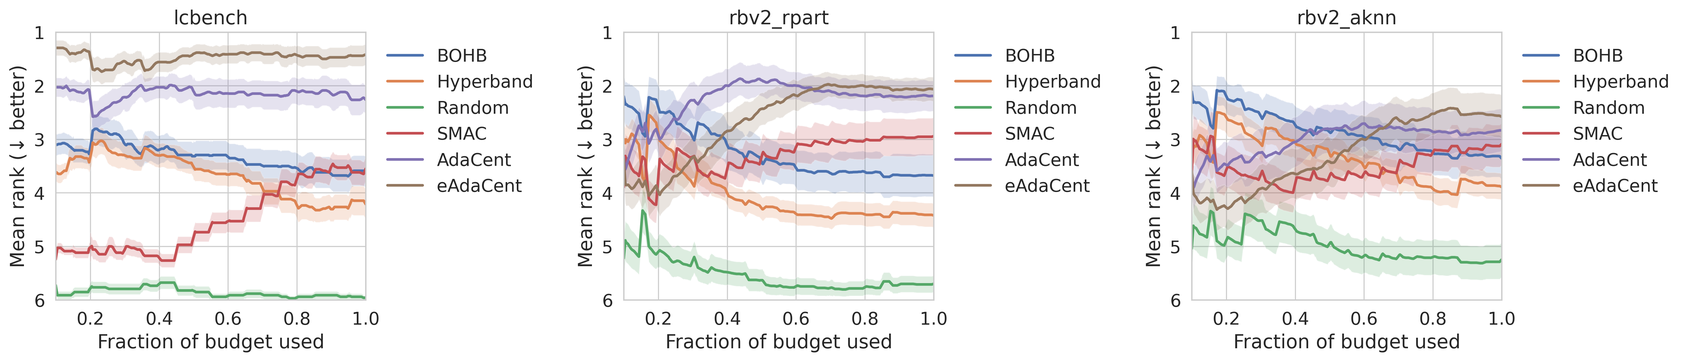 lcbench
Mean rank (↓ better)
1
2
3
4
5
6
0.2
0.4
0.6
0.8
1.0
Fraction of budget used
BOHB
Hyperband
Random
SMAC
AdaCent
eAdaCent
rbv2_rpart
Mean rank (↓ better)
1
2
3
4
5
6
0.2
0.4
0.6
0.8
1.0
Fraction of budget used
BOHB
Hyperband
Random
SMAC
AdaCent
eAdaCent
rbv2_aknn
Mean rank (↓ better)
1
2
3
4
5
6
0.2
0.4
0.6
0.8
1.0
Fraction of budget used
BOHB
Hyperband
Random
SMAC
AdaCent
eAdaCent